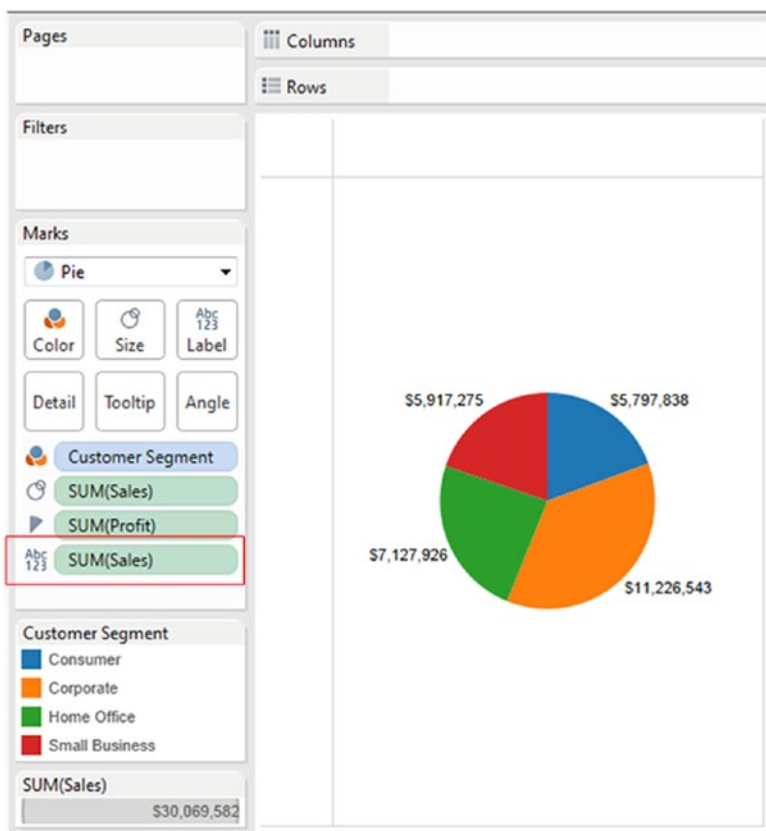 Pages
Columns
Rows
Filters
Marks
Pie
Color
Size
Abc
123
Label
Detail
Tooltip
Angle
Customer Segment
SUM(Sales)
SUM(Profit)
Abc
123
SUM(Sales)
$5,917,275
$5,797,838
$7,127,926
$11,226,543
Customer Segment
Consumer
Corporate
Home Office
Small Business
SUM(Sales)
$30,069,582